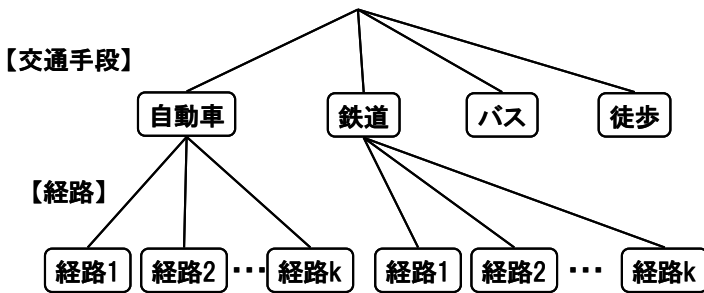 【交通手段】
自動車 鉄道 バス 徒歩
【経路】
経路1 経路2 ・・・ 経路k 経路1 経路2 ・・・ 経路k